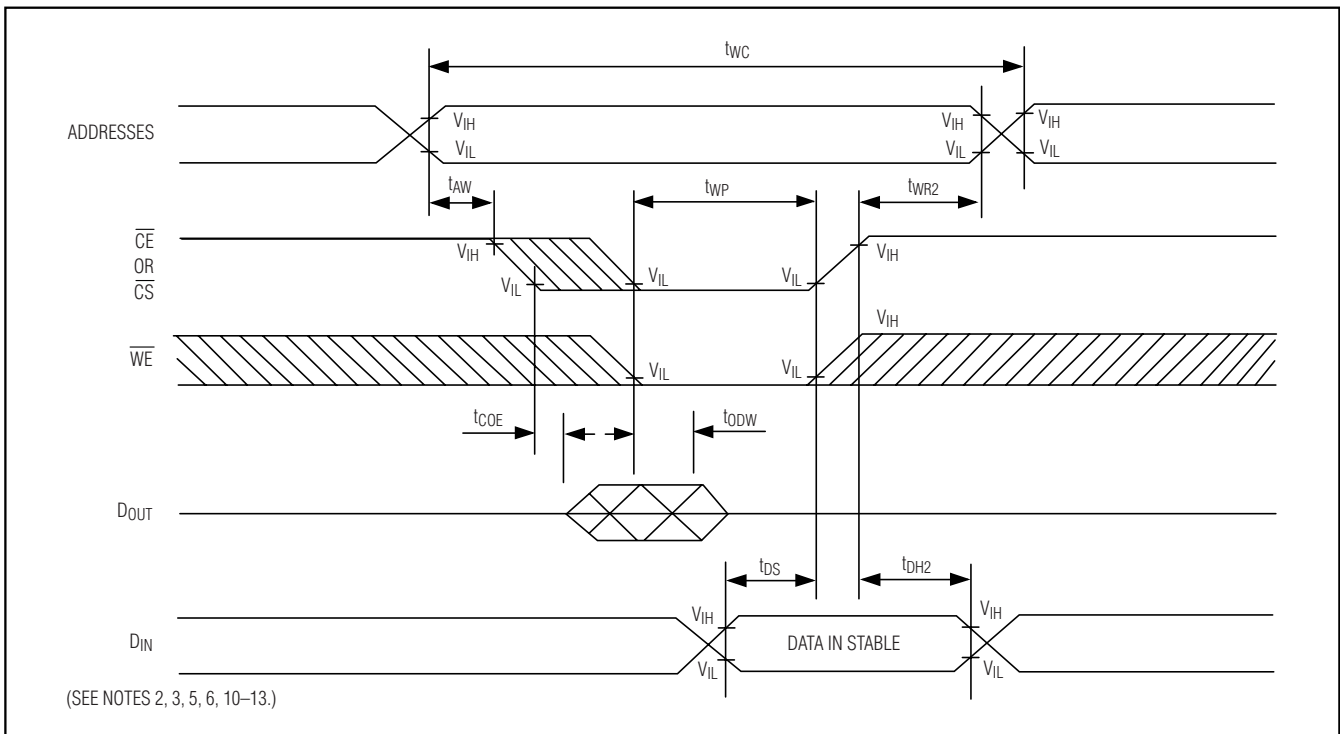 tWC
ADDRESSES
VIH
VIL
VIH
VIL
VIH
VIL
tAW
tWP
tWR2
CE
OR
CS
VIH
VIL
VIL
VIL
VIH
WE
VIL
VIL
VIH
tCOE
tODW
DOUT
tDS
tDH2
DIN
VIH
VIL
DATA IN STABLE
VIH
VIL
(SEE NOTES 2, 3, 5, 6, 10–13.)